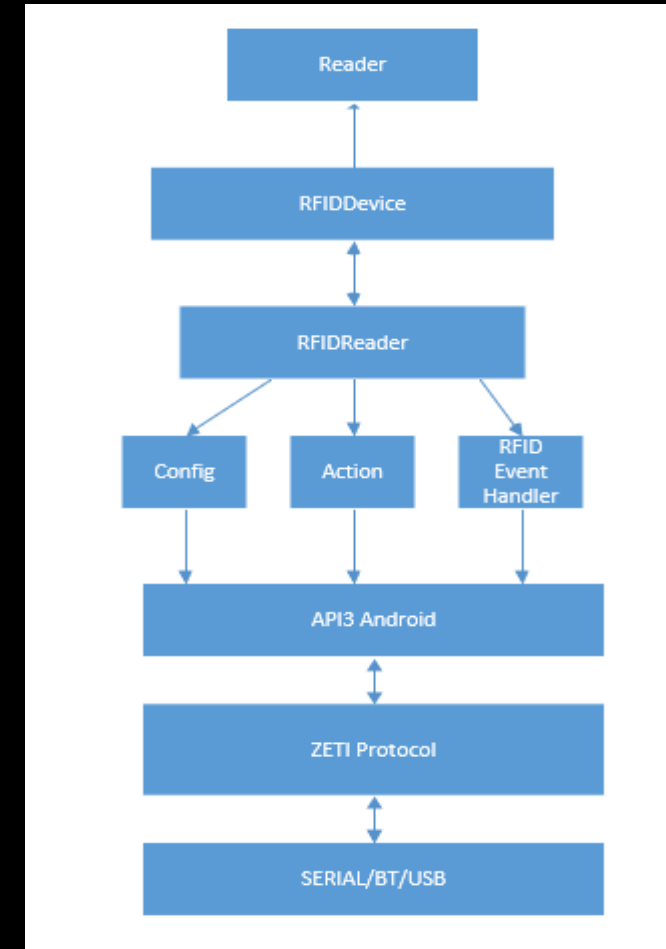 Reader
RFIDDevice
RFIDReader
Config
Action
RFID
Event
Handler
API3 Android
ZETI Protocol
SERIAL/BT/USB